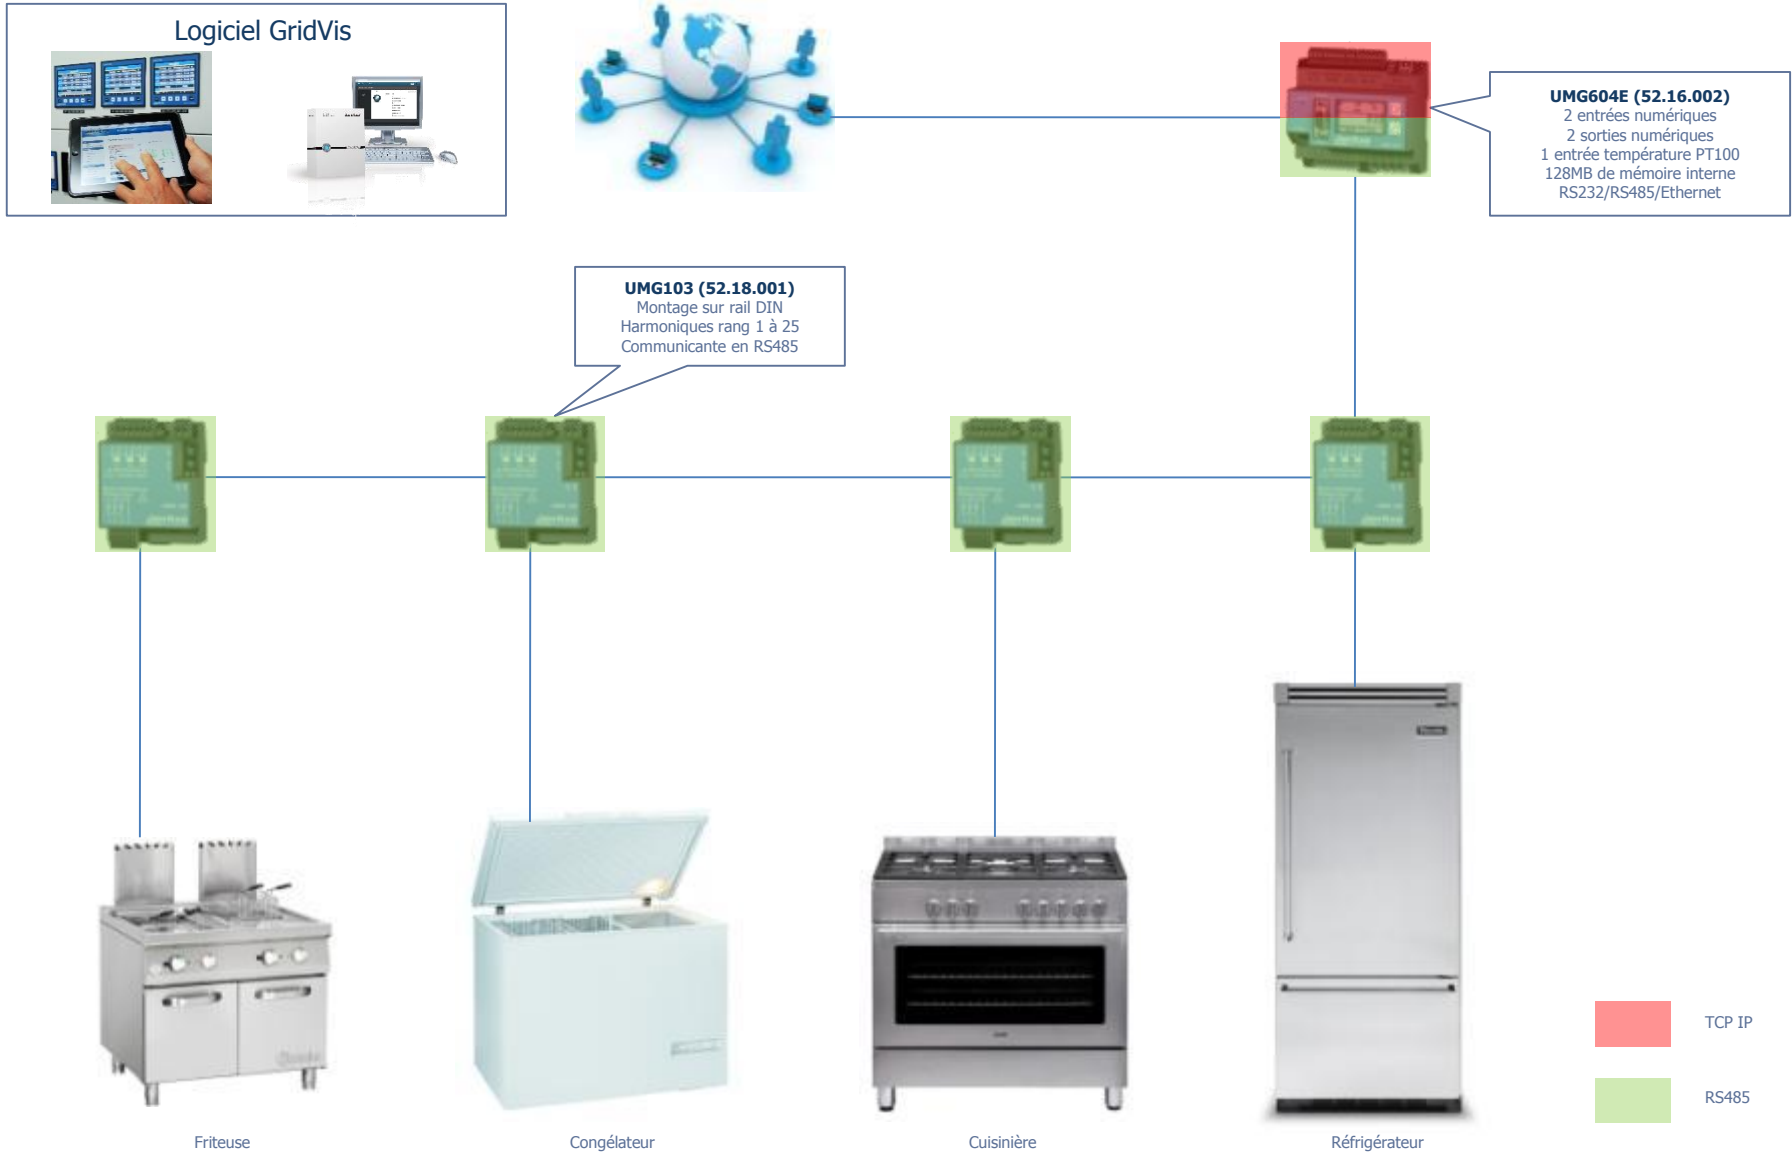 Logiciel GridVis
UMG604E (52.16.002)
2 entrées numériques
2 sorties numériques
1 entrée température PT100
128MB de mémoire interne
RS232/RS485/Ethernet
UMG103 (52.18.001)
Montage sur rail DIN
Harmoniques rang 1 à 25
Communicante en RS485
TCP IP
RS485
Friteuse
Congélateur
Cuisinière
Réfrigérateur